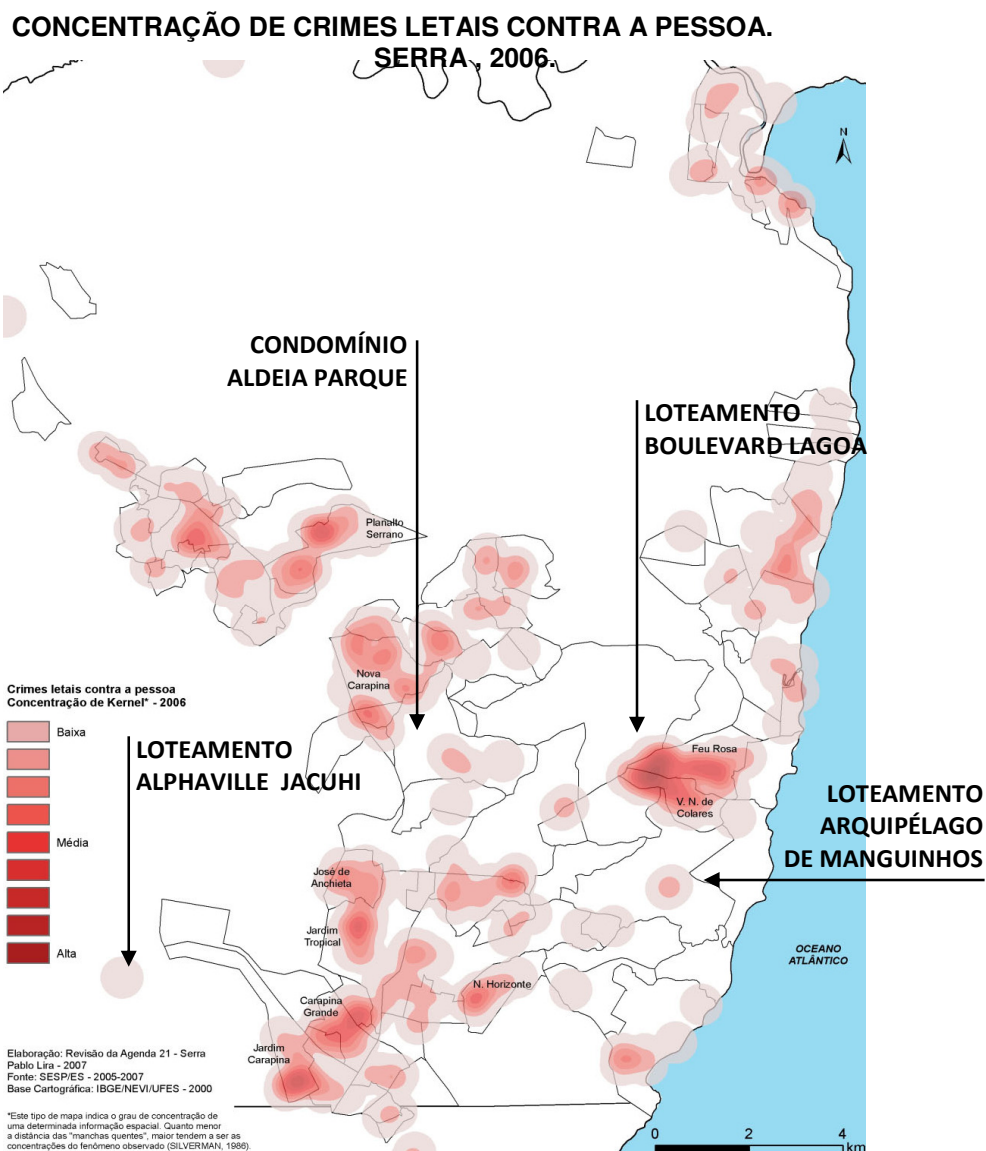 CONCENTRAÇÃO DE CRIMES LETAIS CONTRA A PESSOA.
SERRA , 2006.
N
CONDOMÍNIO
ALDEIA PARQUE
LOTEAMENTO
BOULEVARD LAGOA
Planalto
Serrano
Nova
Carapina
Crimes letais contra a pessoa
Concentração de Kernel* - 2006
Baixa
Média
Alta
LOTEAMENTO
ALPHAVILLE JACUHI
Feu Rosa
V. N. de
Colares
LOTEAMENTO
ARQUIPÉLAGO
DE MANGUINHOS
José de
Anchieta
Jardim
Tropical
OCEANO
ATLÂNTICO
N. Horizonte
Carapina
Grande
Jardim
Carapina
Elaboração: Revisão da Agenda 21 - Serra
Pablo Lira - 2007
Fonte: SESP/ES - 2005-2007
Base Cartográfica: IBGE/NEVI/UFES - 2000
*Este tipo de mapa indica o grau de concentração de
uma determinada informação espacial. Quanto menor
a distância das "manchas quentes", maior tendem a ser as
concentrações do fenômeno observado (SILVERMAN, 1986).
0 2 4
km